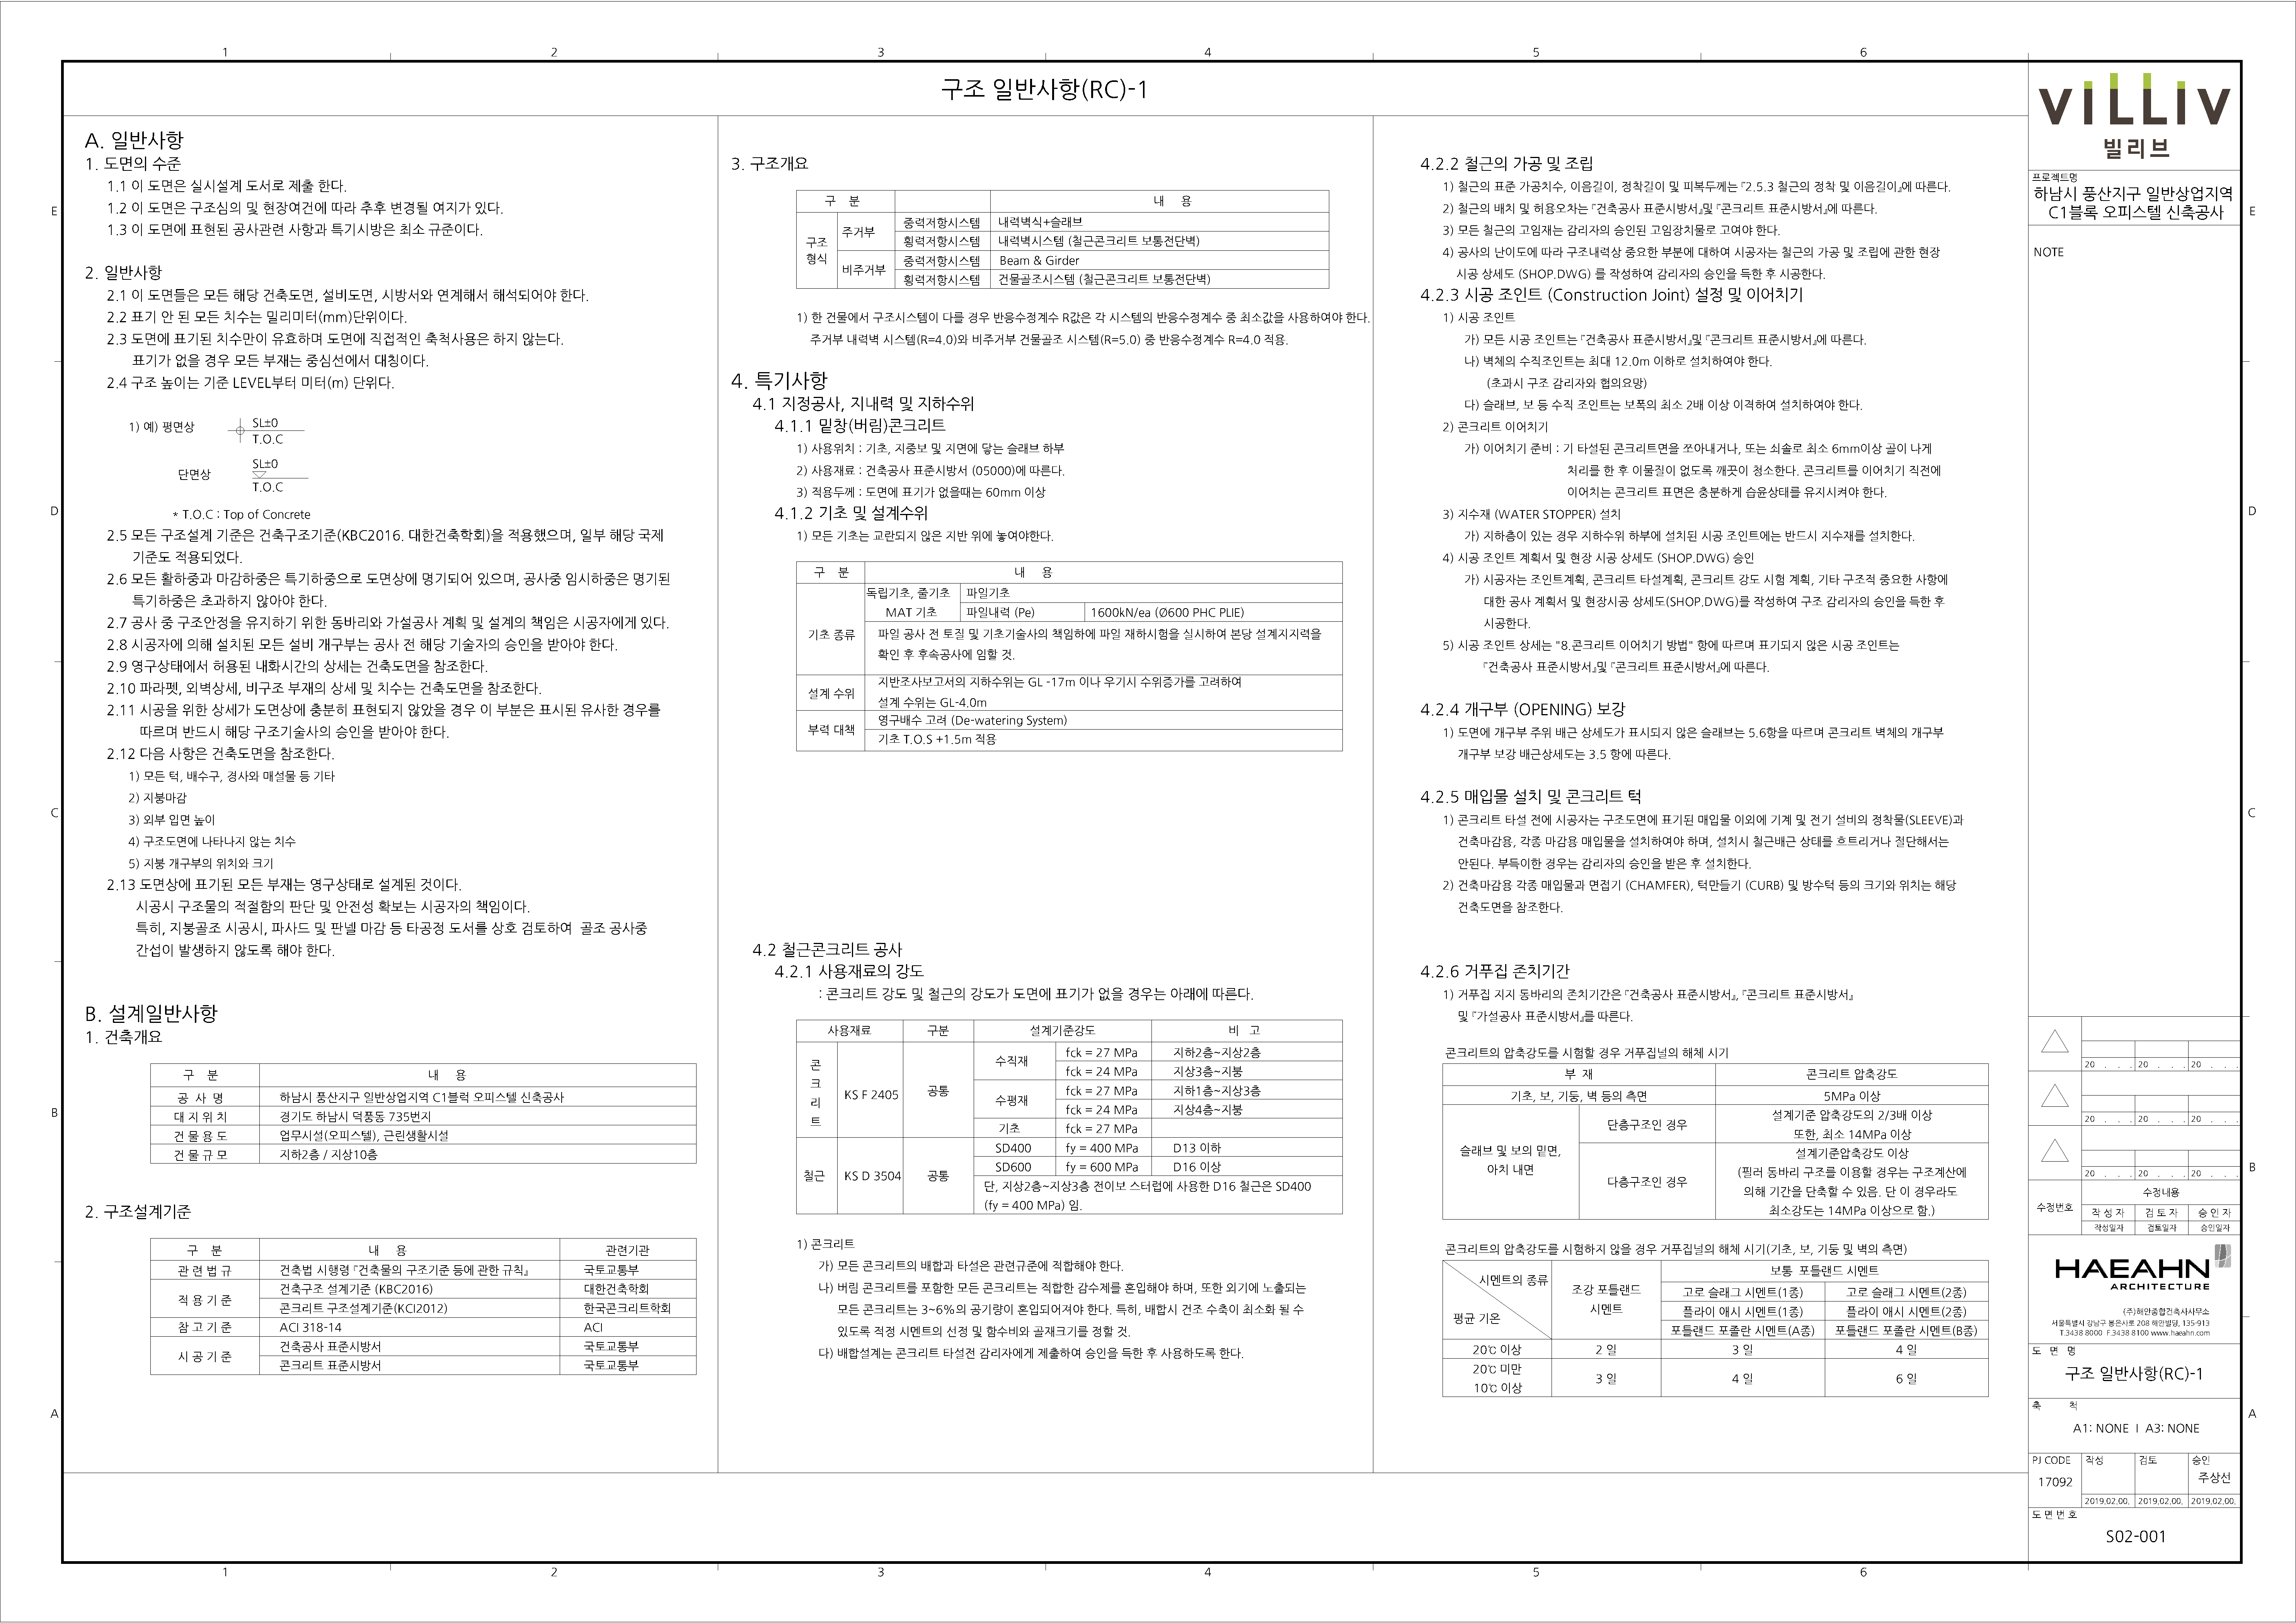 구조 일반사항(RC)-1
A. 일반사항
1. 도면의 수준
1.1 이 도면은 실시설계 도서로 제출 한다.
1.2 이 도면은 구조심의 및 현장여건에 따라 추후 변경될 여지가 있다.
1.3 이 도면에 표현된 공사관련 사항과 특기시방은 최소 규준이다.
2. 일반사항
2.1 이 도면들은 모든 해당 건축도면, 설비도면, 시방서와 연계해서 해석되어야 한다.
2.2 표기 안 된 모든 치수는 밀리미터(mm)단위이다.
2.3 도면에 표기된 치수만이 유효하며 도면에 직접적인 축척사용은 하지 않는다.
표기가 없을 경우 모든 부재는 중심선에서 대칭이다.
2.4 구조 높이는 기준 LEVEL부터 미터(m) 단위다.
1) 예) 평면상 SL±0
T.O.C
단면상 SL±0
T.O.C
* T.O.C : Top of Concrete
2.5 모든 구조설계 기준은 건축구조기준(KBC2016. 대한건축학회)을 적용했으며, 일부 해당 국제
기준도 적용되었다.
2.6 모든 활하중과 마감하중은 특기하중으로 도면상에 명기되어 있으며, 공사중 임시하중은 명기된
특기하중은 초과하지 않아야 한다.
2.7 공사 중 구조안정을 유지하기 위한 동바리와 가설공사 계획 및 설계의 책임은 시공자에게 있다.
2.8 시공자에 의해 설치된 모든 설비 개구부는 공사 전 해당 기술자의 승인을 받아야 한다.
2.9 영구상태에서 허용된 내화시간의 상세는 건축도면을 참조한다.
2.10 파라펫, 외벽상세, 비구조 부재의 상세 및 치수는 건축도면을 참조한다.
2.11 시공을 위한 상세가 도면상에 충분히 표현되지 않았을 경우 이 부분은 표시된 유사한 경우를
따르며 반드시 해당 구조기술사의 승인을 받아야 한다.
2.12 다음 사항은 건축도면을 참조한다.
1) 모든 턱, 배수구, 경사와 매설물 등 기타
2) 지붕마감
3) 외부 입면 높이
4) 구조도면에 나타나지 않는 치수
5) 지붕 개구부의 위치와 크기
2.13 도면상에 표기된 모든 부재는 영구상태로 설계된 것이다.
시공시 구조물의 적절함의 판단 및 안전성 확보는 시공자의 책임이다.
특히, 지붕골조 시공시, 파사드 및 판넬 마감 등 타공정 도서를 상호 검토하여 골조 공사중
간섭이 발생하지 않도록 해야 한다.
B. 설계일반사항
1. 건축개요
구 분 내 용
공 사 명 하남시 풍산지구 일반상업지역 C1블럭 오피스텔 신축공사
대 지 위 치 경기도 하남시 덕풍동 735번지
건 물 용 도 업무시설(오피스텔), 근린생활시설
건 물 규 모 지하2층 / 지상10층
2. 구조설계기준
구 분 내 용 관련기관
관 련 법 규 건축법 시행령 『건축물의 구조기준 등에 관한 규칙』 국토교통부
적 용 기 준 건축구조 설계기준 (KBC2016) 대한건축학회
콘크리트 구조설계기준(KCI2012) 한국콘크리트학회
참 고 기 준 ACI 318-14 ACI
시 공 기 준 건축공사 표준시방서 국토교통부
콘크리트 표준시방서 국토교통부
3. 구조개요
구 분 내 용
구조 형식 주거부 중력저항시스템 내력벽식+슬래브
횡력저항시스템 내력벽시스템 (철근콘크리트 보통전단벽)
비주거부 중력저항시스템 Beam & Girder
횡력저항시스템 건물골조시스템 (철근콘크리트 보통전단벽)
1) 한 건물에서 구조시스템이 다를 경우 반응수정계수 R값은 각 시스템의 반응수정계수 중 최소값을 사용하여야 한다.
주거부 내력벽 시스템(R=4.0)와 비주거부 건물골조 시스템(R=5.0) 중 반응수정계수 R=4.0 적용.
4. 특기사항
4.1 지정공사, 지내력 및 지하수위
4.1.1 밑창(버림)콘크리트
1) 사용위치 : 기초, 지중보 및 지면에 닿는 슬래브 하부
2) 사용재료 : 건축공사 표준시방서 (05000)에 따른다.
3) 적용두께 : 도면에 표기가 없을때는 60mm 이상
4.1.2 기초 및 설계수위
1) 모든 기초는 교란되지 않은 지반 위에 놓여야한다.
구 분 내 용
기초 종류 독립기초, 줄기초 파일기초
MAT 기초 파일내력 (Pe) 1600kN/ea (Ø600 PHC PLIE)
파일 공사 전 토질 및 기초기술사의 책임하에 파일 재하시험을 실시하여 본당 설계지지력을
확인 후 후속공사에 임할 것.
설계 수위 지반조사보고서의 지하수위는 GL -17m 이나 우기시 수위증가를 고려하여
설계 수위는 GL-4.0m
부력 대책 영구배수 고려 (De-watering System)
기초 T.O.S +1.5m 적용
4.2 철근콘크리트 공사
4.2.1 사용재료의 강도
: 콘크리트 강도 및 철근의 강도가 도면에 표기가 없을 경우는 아래에 따른다.
사용재료 구분 설계기준강도 비 고
콘크리트 KS F 2405 공통 수직재 fck = 27 MPa 지하2층~지상2층
fck = 24 MPa 지상3층~지붕
수평재 fck = 27 MPa 지하1층~지상3층
fck = 24 MPa 지상4층~지붕
기초 fck = 27 MPa
철근 KS D 3504 공통 SD400 fy = 400 MPa D13 이하
SD600 fy = 600 MPa D16 이상
단, 지상2층~지상3층 전이보 스터럽에 사용한 D16 철근은 SD400
(fy = 400 MPa) 임.
1) 콘크리트
가) 모든 콘크리트의 배합과 타설은 관련규준에 적합해야 한다.
나) 버림 콘크리트를 포함한 모든 콘크리트는 적합한 감수제를 혼입해야 하며, 또한 외기에 노출되는
모든 콘크리트는 3~6%의 공기량이 혼입되어져야 한다. 특히, 배합시 건조 수축이 최소화 될 수
있도록 적정 시멘트의 선정 및 함수비와 골재크기를 정할 것.
다) 배합설계는 콘크리트 타설전 감리자에게 제출하여 승인을 득한 후 사용하도록 한다.
4.2.2 철근의 가공 및 조립
1) 철근의 표준 가공치수, 이음길이, 정착길이 및 피복두께는 『2.5.3 철근의 정착 및 이음길이』에 따른다.
2) 철근의 배치 및 허용오차는 『건축공사 표준시방서』및 『콘크리트 표준시방서』에 따른다.
3) 모든 철근의 고임재는 감리자의 승인된 고임장치물로 고여야 한다.
4) 공사의 난이도에 따라 구조내력상 중요한 부분에 대하여 시공자는 철근의 가공 및 조립에 관한 현장
시공 상세도 (SHOP.DWG) 를 작성하여 감리자의 승인을 득한 후 시공한다.
4.2.3 시공 조인트 (Construction Joint) 설정 및 이어치기
1) 시공 조인트
가) 모든 시공 조인트는 『건축공사 표준시방서』및 『콘크리트 표준시방서』에 따른다.
나) 벽체의 수직조인트는 최대 12.0m 이하로 설치하여야 한다.
(초과시 구조 감리자와 협의요망)
다) 슬래브, 보 등 수직 조인트는 보폭의 최소 2배 이상 이격하여 설치하여야 한다.
2) 콘크리트 이어치기
가) 이어치기 준비 : 기 타설된 콘크리트면을 쪼아내거나, 또는 쇠솔로 최소 6mm이상 골이 나게
처리를 한 후 이물질이 없도록 깨끗이 청소한다. 콘크리트를 이어치기 직전에
이어치는 콘크리트 표면은 충분하게 습윤상태를 유지시켜야 한다.
3) 지수재 (WATER STOPPER) 설치
가) 지하층이 있는 경우 지하수위 하부에 설치된 시공 조인트에는 반드시 지수재를 설치한다.
4) 시공 조인트 계획서 및 현장 시공 상세도 (SHOP.DWG) 승인
가) 시공자는 조인트계획, 콘크리트 타설계획, 콘크리트 강도 시험 계획, 기타 구조적 중요한 사항에
대한 공사 계획서 및 현장시공 상세도(SHOP.DWG)를 작성하여 구조 감리자의 승인을 득한 후
시공한다.
5) 시공 조인트 상세는 "8.콘크리트 이어치기 방법" 항에 따르며 표기되지 않은 시공 조인트는
『건축공사 표준시방서』및 『콘크리트 표준시방서』에 따른다.
4.2.4 개구부 (OPENING) 보강
1) 도면에 개구부 주위 배근 상세도가 표시되지 않은 슬래브는 5.6항을 따르며 콘크리트 벽체의 개구부
개구부 보강 배근상세도는 3.5 항에 따른다.
4.2.5 매입물 설치 및 콘크리트 턱
1) 콘크리트 타설 전에 시공자는 구조도면에 표기된 매입물 이외에 기계 및 전기 설비의 정착물(SLEEVE)과
건축마감용, 각종 마감용 매입물을 설치하여야 하며, 설치시 철근배근 상태를 흐트리거나 절단해서는
안된다. 부득이한 경우는 감리자의 승인을 받은 후 설치한다.
2) 건축마감용 각종 매입물과 면접기 (CHAMFER), 턱만들기 (CURB) 및 방수턱 등의 크기와 위치는 해당
건축도면을 참조한다.
4.2.6 거푸집 존치기간
1) 거푸집 지지 동바리의 존치기간은 『건축공사 표준시방서』, 『콘크리트 표준시방서』
및 『가설공사 표준시방서』를 따른다.
콘크리트의 압축강도를 시험할 경우 거푸집널의 해체 시기
부 재 콘크리트 압축강도
기초, 보, 기둥, 벽 등의 측면 5MPa 이상
슬래브 및 보의 밑면, 아치 내면 단층구조인 경우 설계기준 압축강도의 2/3배 이상
또한, 최소 14MPa 이상
다층구조인 경우 설계기준압축강도 이상
(필러 동바리 구조를 이용할 경우는 구조계산에
의해 기간을 단축할 수 있음. 단 이 경우라도
최소강도는 14MPa 이상으로 함.)
콘크리트의 압축강도를 시험하지 않을 경우 거푸집널의 해체 시기(기초, 보, 기둥 및 벽의 측면)
시멘트의 종류 조강 포틀랜드 시멘트 보통 포틀랜드 시멘트
평균 기온 고로 슬래그 시멘트(1종) 고로 슬래그 시멘트(2종)
플라이 애시 시멘트(1종) 플라이 애시 시멘트(2종)
포틀랜드 포졸란 시멘트(A종) 포틀랜드 포졸란 시멘트(B종)
20℃ 이상 2 일 3 일 4 일
20℃ 미만 10℃ 이상 3 일 4 일 6 일
VILLIV
빌리브
프로젝트명
하남시 풍산지구 일반상업지역
C1블록 오피스텔 신축공사
NOTE
20 . . . 20 . . . 20 . . .
20 . . . 20 . . . 20 . . .
20 . . . 20 . . . 20 . . .
수정번호 수정내용
작 성 자 검 토 자 승 인 자
작성일자 검토일자 승인일자
HAEAHN
ARCHITECTURE
(주)해안종합건축사사무소
서울특별시 강남구 봉은사로 208 해안빌딩, 135-913
T.3438 8000 F.3438 8100 www.haeahn.com
도 면 명
구조 일반사항(RC)-1
축 척
A1: NONE I A3: NONE
PJ CODE 작성 검토 승인
17092 주상선
2019.02.00. 2019.02.00. 2019.02.00.
도 면 번 호
S02-001
1 2 3 4 5 6
E D C B A
E D C B A
1 2 3 4 5 6